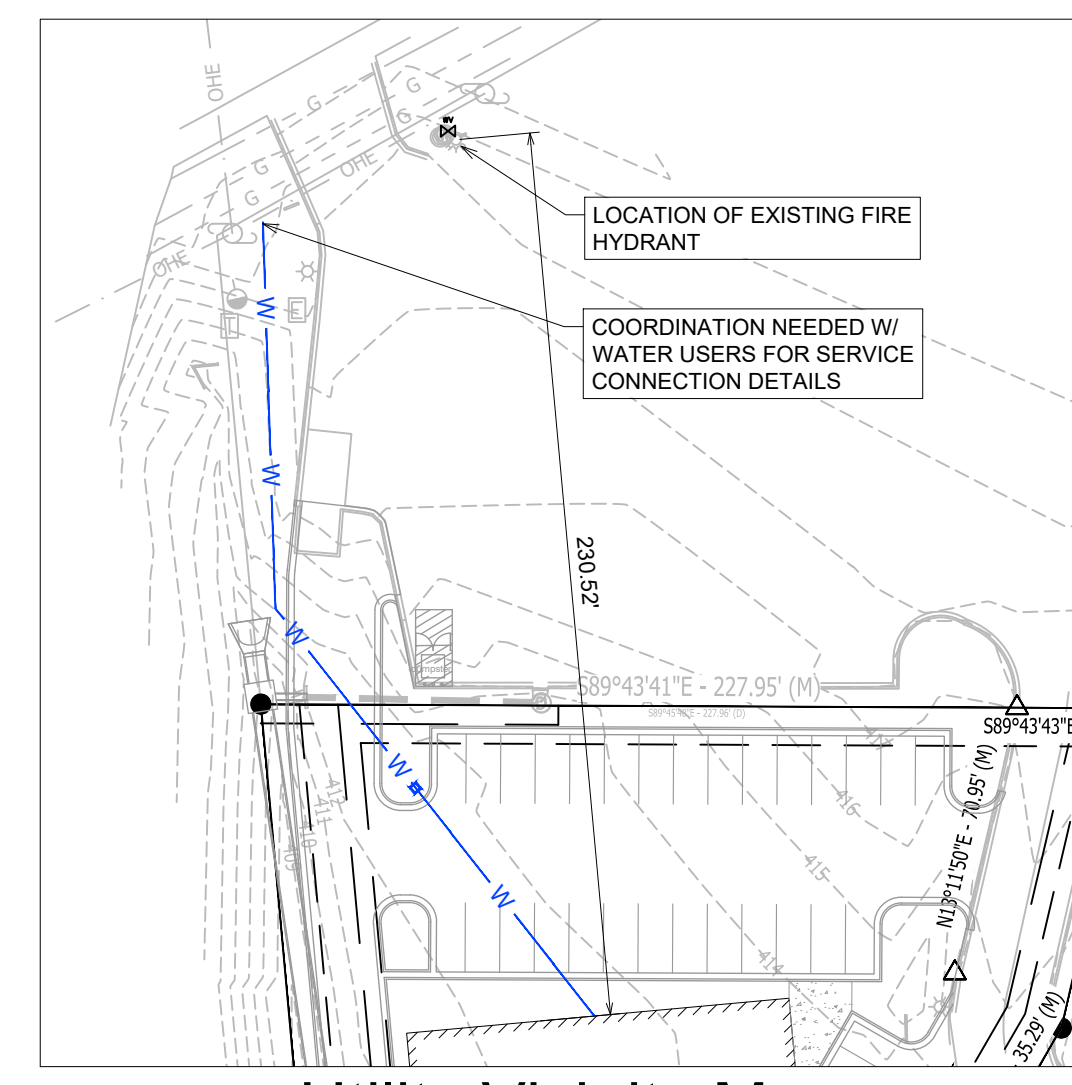 OHE
G
G
G
WV
G
G
OHE
OHE
LOCATION OF EXISTING FIRE
HYDRANT
W
E
T
COORDINATION NEEDED W/
WATER USERS FOR SERVICE
CONNECTION DETAILS
W
230.52'
W
S89°43'41"E - 227.95' (M)
S89°43'43"E
W
412
411
410
409
416
415
414
N13°11'50"E - 70.95' (M)
W
35.29' (M)